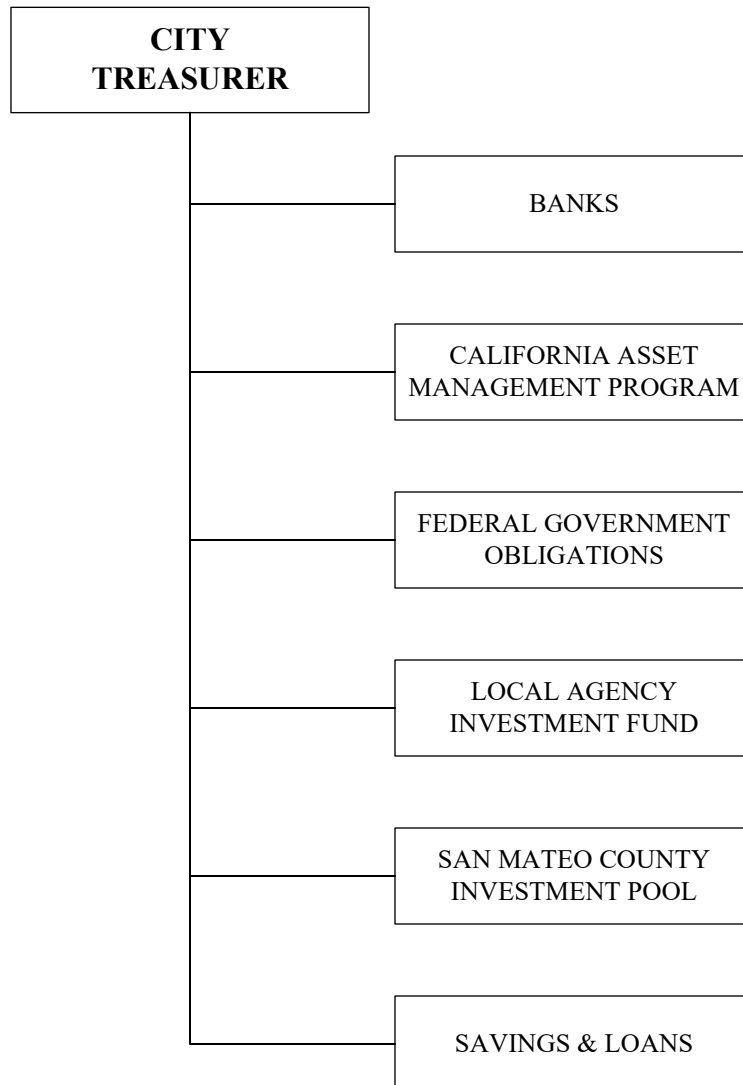 CITY
TREASURER
BANKS
CALIFORNIA ASSET
MANAGEMENT PROGRAM
FEDERAL GOVERNMENT
OBLIGATIONS
LOCAL AGENCY
INVESTMENT FUND
SAN MATEO COUNTY
INVESTMENT POOL
SAVINGS & LOANS